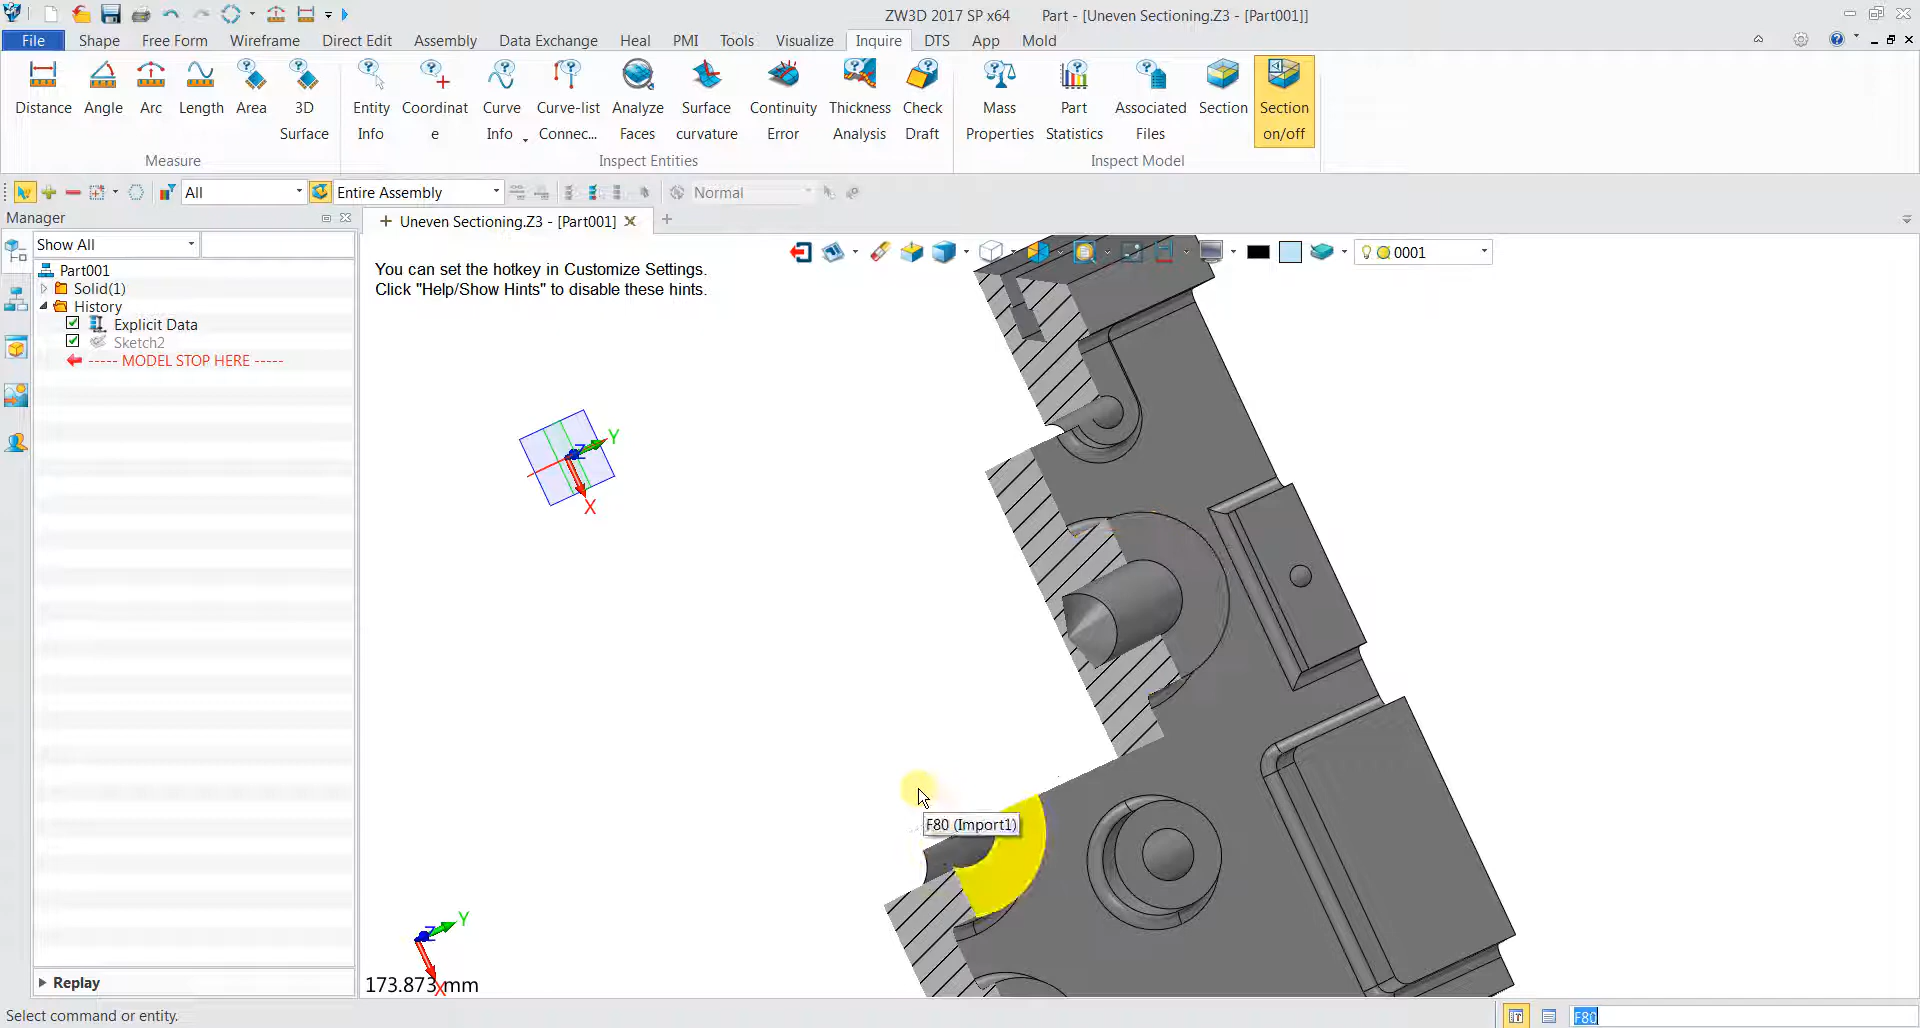 ZW3D 2017 SP x64 Part - [Uneven Sectioning.Z3 - [Part001]]
File Shape Free Form Wireframe Direct Edit Assembly Data Exchange Heal PMI Tools Visualize Inquire DTS App Mold
Distance Angle Arc Length Area 3D Surface
Entity Info Coordinat e Curve Info Curve-list Connec... Analyze Faces Surface curvature Continuity Error Thickness Analysis Check Draft
Mass Properties Part Statistics Associated Files Section Section on/off
Measure Inspect Entities Inspect Model
All Entire Assembly Normal
Manager
Uneven Sectioning.Z3 - [Part001]
Show All
Part001
Solid(1)
History
Explicit Data
Sketch2
----- MODEL STOP HERE -----
Replay
You can set the hotkey in Customize Settings.
Click "Help/Show Hints" to disable these hints.
0001
Y
Z
X
F80 (Import1)
Y
Z
X
173.873 mm
Select command or entity.
F80